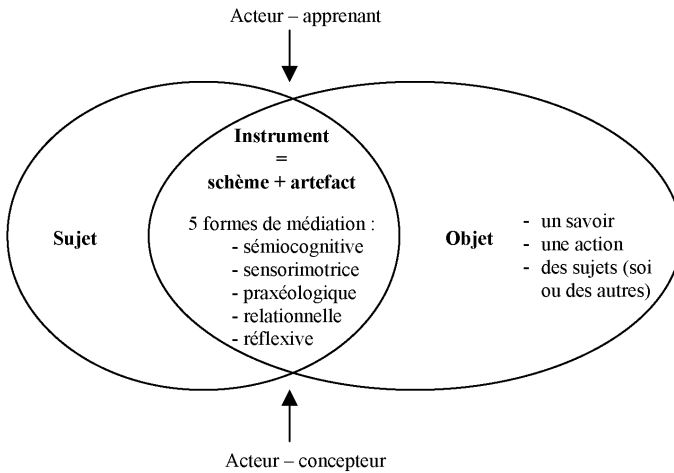 Acteur – apprenant
Instrument
=
schème + artefact
5 formes de médiation :
- sémiocognitive
- sensorimotrice
- praxéologique
- relationnelle
- réflexive
Sujet
Objet
- un savoir
- une action
- des sujets (soi
ou des autres)
Acteur – concepteur